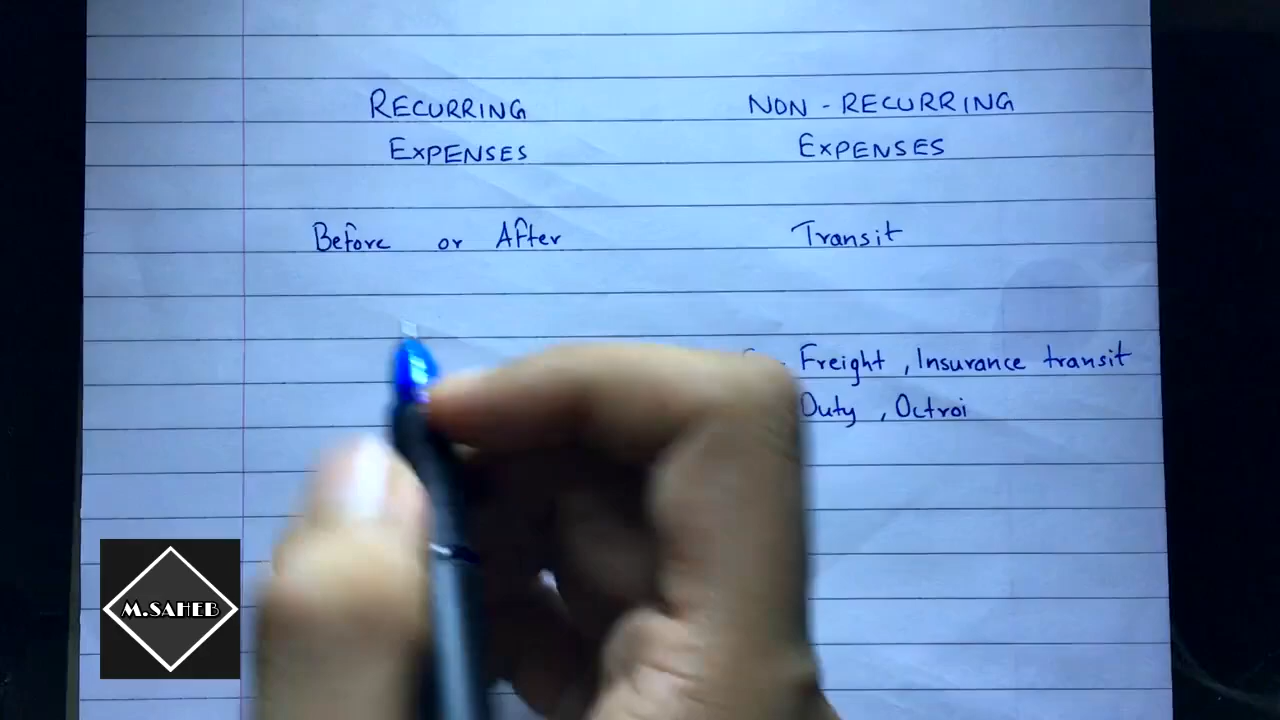 RECURRING
EXPENSES
NON - RECURRING
EXPENSES
Before or After
Transit
Freight , Insurance transit
Duty , Octroi
M.SAHEB